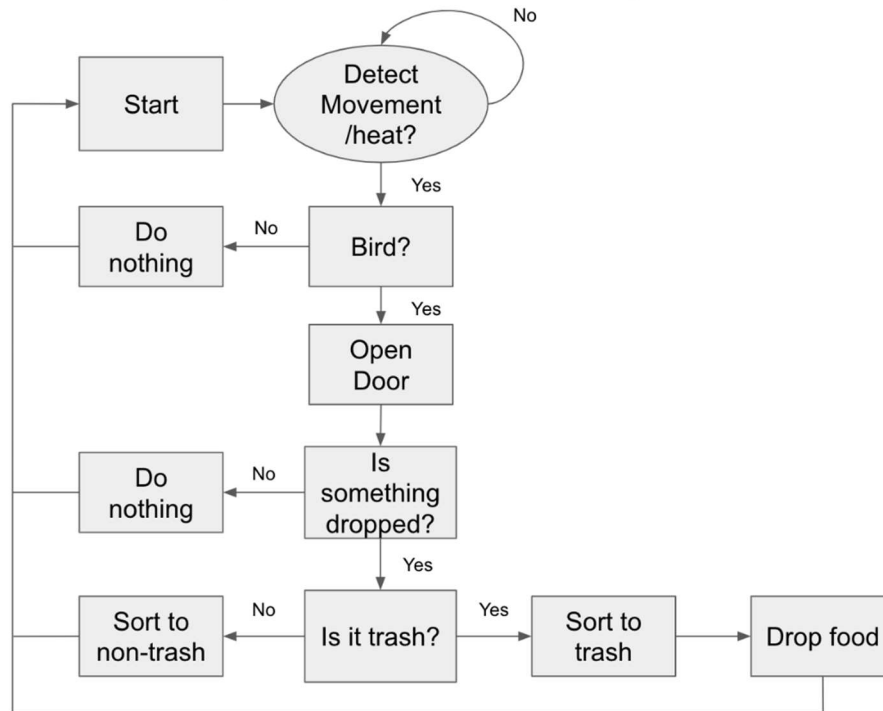 No
Start
Detect
Movement
/heat?
Yes
Do
nothing
No
Bird?
Yes
Open
Door
Do
nothing
No
Is
something
dropped?
Yes
Sort to
non-trash
No
Is it trash?
Yes
Sort to
trash
Drop food